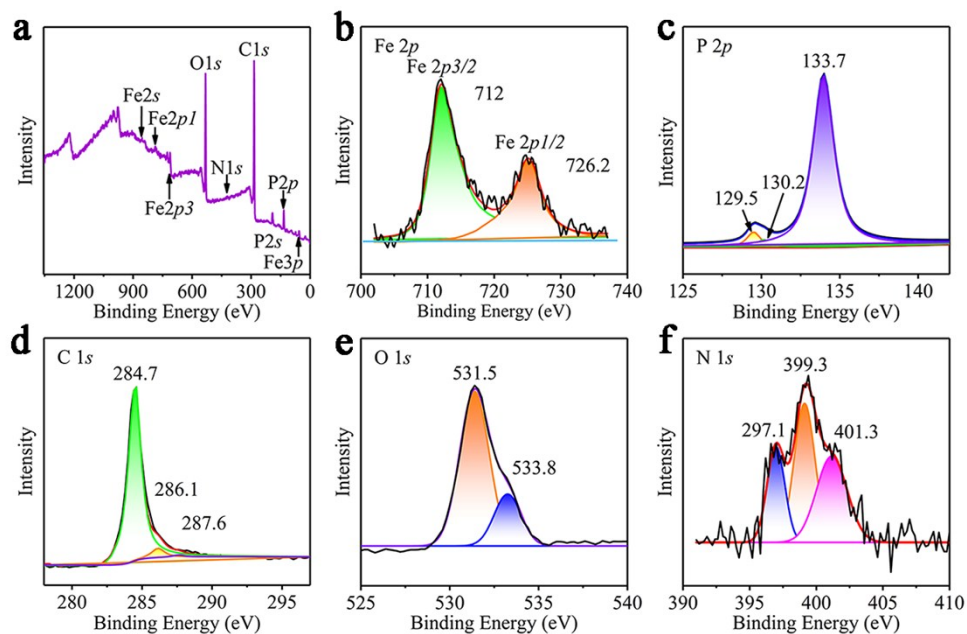 a
O1s
C1s
Fe2s
Fe2p1
N1s
P2p
Fe2p3
P2s
Fe3p
Intensity
1200 900 600 300 0
Binding Energy (eV)
b
Fe 2p
Fe 2p3/2
712
Fe 2p1/2
726.2
Intensity
700 710 720 730 740
Binding Energy (eV)
c
P 2p
133.7
129.5
130.2
Intensity
125 130 135 140
Binding Energy (eV)
d
C 1s
284.7
286.1
287.6
Intensity
280 285 290 295
Binding Energy (eV)
e
O 1s
531.5
533.8
Intensity
525 530 535 540
Binding Energy (eV)
f
N 1s
399.3
297.1
401.3
Intensity
390 395 400 405 410
Binding Energy (eV)